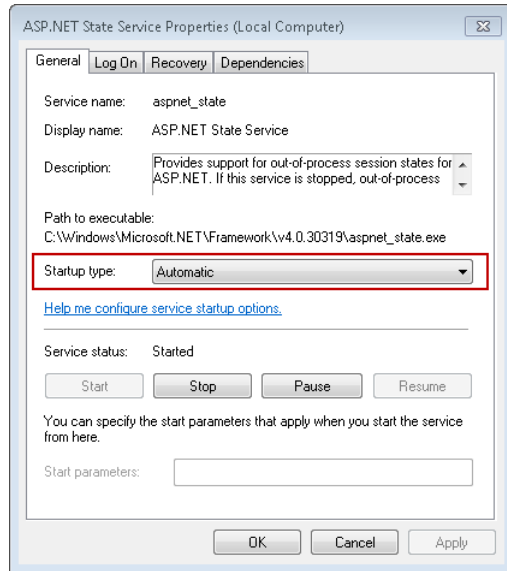 ASP.NET State Service Properties (Local Computer)
General Log On Recovery Dependencies
Service name: aspnet_state
Display name: ASP.NET State Service
Description: Provides support for out-of-process session states for
ASP.NET. If this service is stopped, out-of-process
Path to executable:
C:\Windows\Microsoft.NET\Framework\v4.0.30319\aspnet_state.exe
Startup type: Automatic
Help me configure service startup options.
Service status: Started
Start Stop Pause Resume
You can specify the start parameters that apply when you start the service
from here.
Start parameters:
OK Cancel Apply